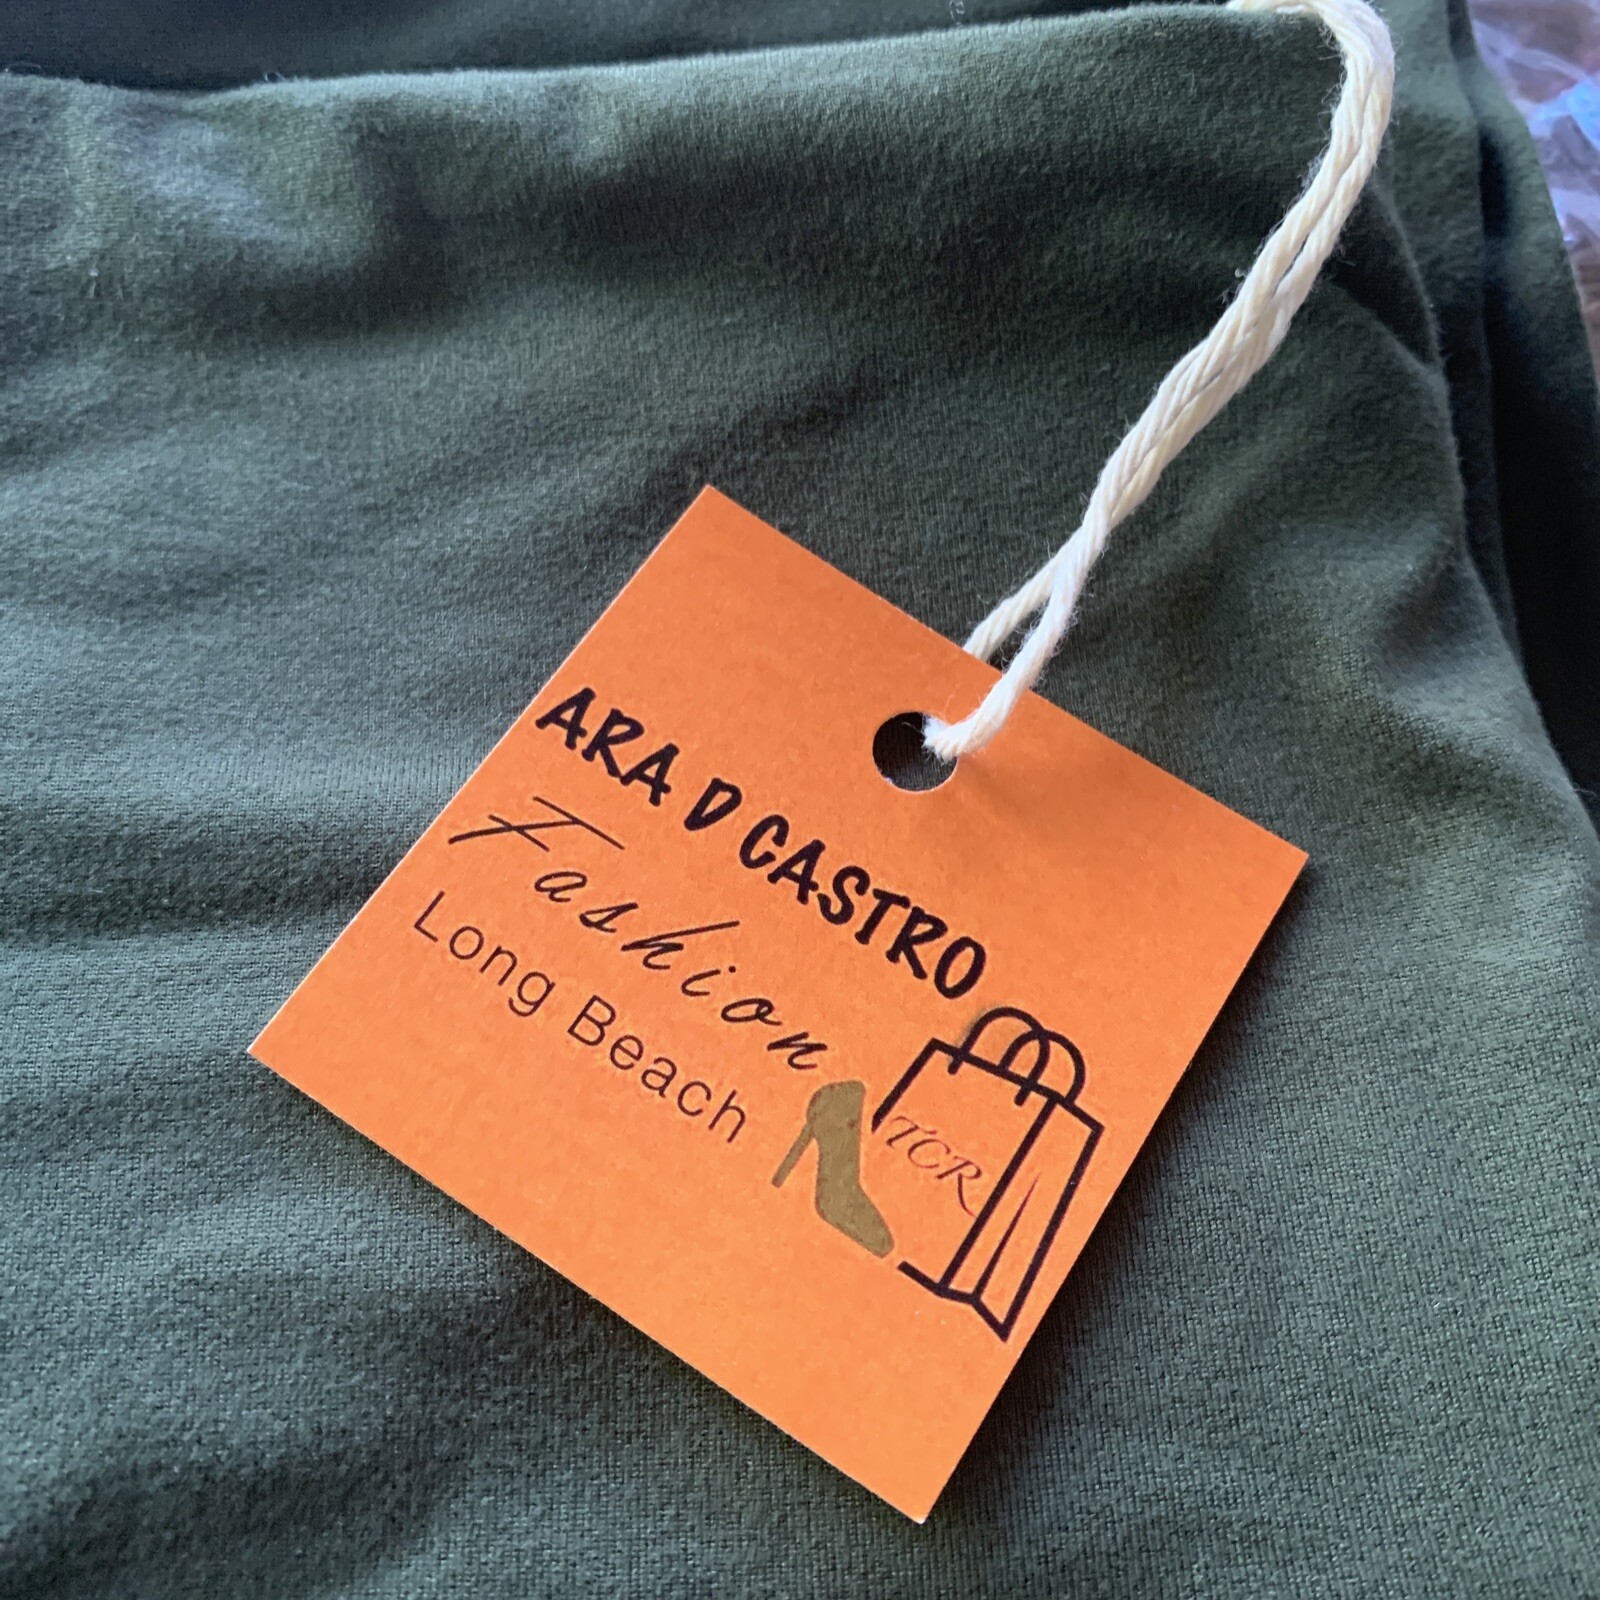 ARA D CASTRO
Fashion
Long Beach
TCR